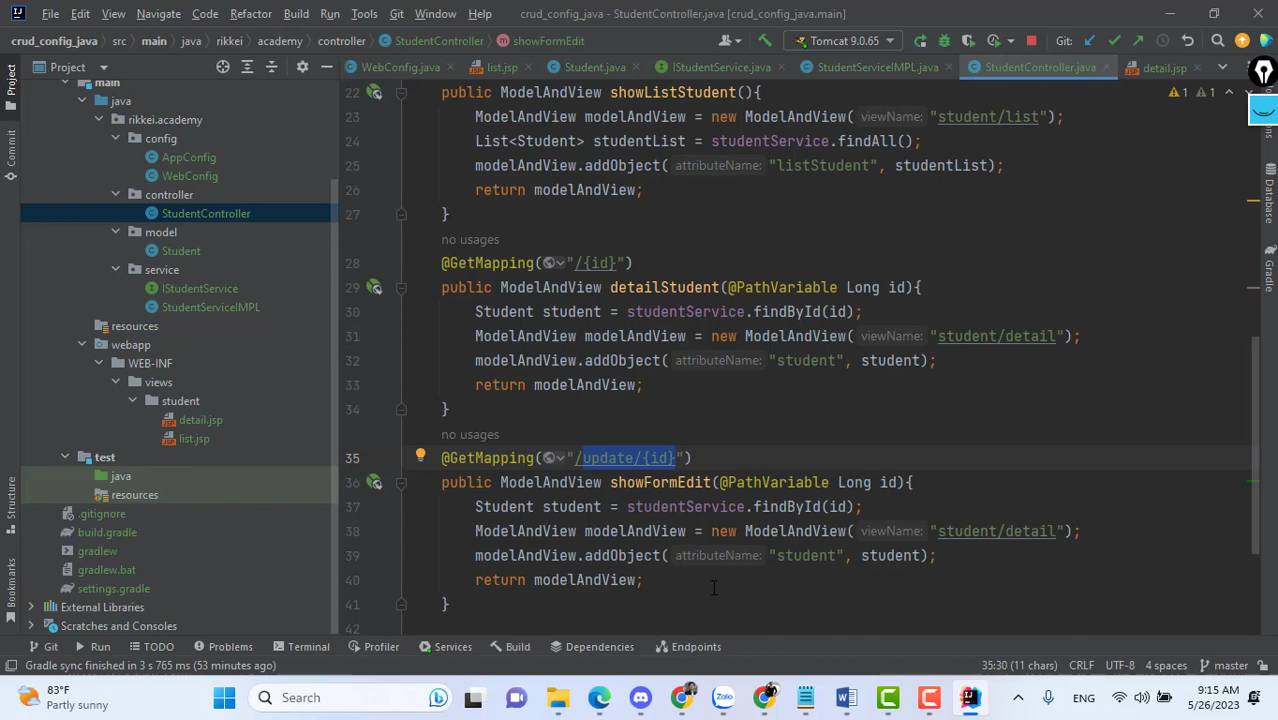 File Edit View Navigate Code Refactor Build Run Tools Git Window Help crud_config_java - StudentController.java [crud_config_java.main]
crud_config_java src main java rikkei academy controller StudentController showFormEdit Tomcat 9.0.65 Git:
Project WebConfig.java list.jsp Student.java IStudentService.java StudentServiceIMPL.java StudentController.java detail.jsp
main
java
rikkei.academy
config
AppConfig
WebConfig
controller
StudentController
model
Student
service
IStudentService
StudentServiceIMPL
resources
webapp
WEB-INF
views
student
detail.jsp
list.jsp
test
java
resources
.gitignore
build.gradle
gradlew
gradlew.bat
settings.gradle
External Libraries
Scratches and Consoles
Project
Commit
Structure
Bookmarks
22 public ModelAndView showListStudent(){
23 ModelAndView modelAndView = new ModelAndView( viewName: "student/list");
24 List<Student> studentList = studentService.findAll();
25 modelAndView.addObject( attributeName: "listStudent", studentList);
26 return modelAndView;
27 }
no usages
28 @GetMapping("/{id}")
29 public ModelAndView detailStudent(@PathVariable Long id){
30 Student student = studentService.findById(id);
31 ModelAndView modelAndView = new ModelAndView( viewName: "student/detail");
32 modelAndView.addObject( attributeName: "student", student);
33 return modelAndView;
34 }
no usages
35 @GetMapping("/update/{id}")
36 public ModelAndView showFormEdit(@PathVariable Long id){
37 Student student = studentService.findById(id);
38 ModelAndView modelAndView = new ModelAndView( viewName: "student/detail");
39 modelAndView.addObject( attributeName: "student", student);
40 return modelAndView;
41 }
42
1 1
Database
Gradle
Git Run TODO Problems Terminal Profiler Services Build Dependencies Endpoints
Gradle sync finished in 3 s 765 ms (53 minutes ago) 35:30 (11 chars) CRLF UTF-8 4 spaces master
83°F
Partly sunny
Search
Zalo
ENG
9:15 AM
5/26/2023